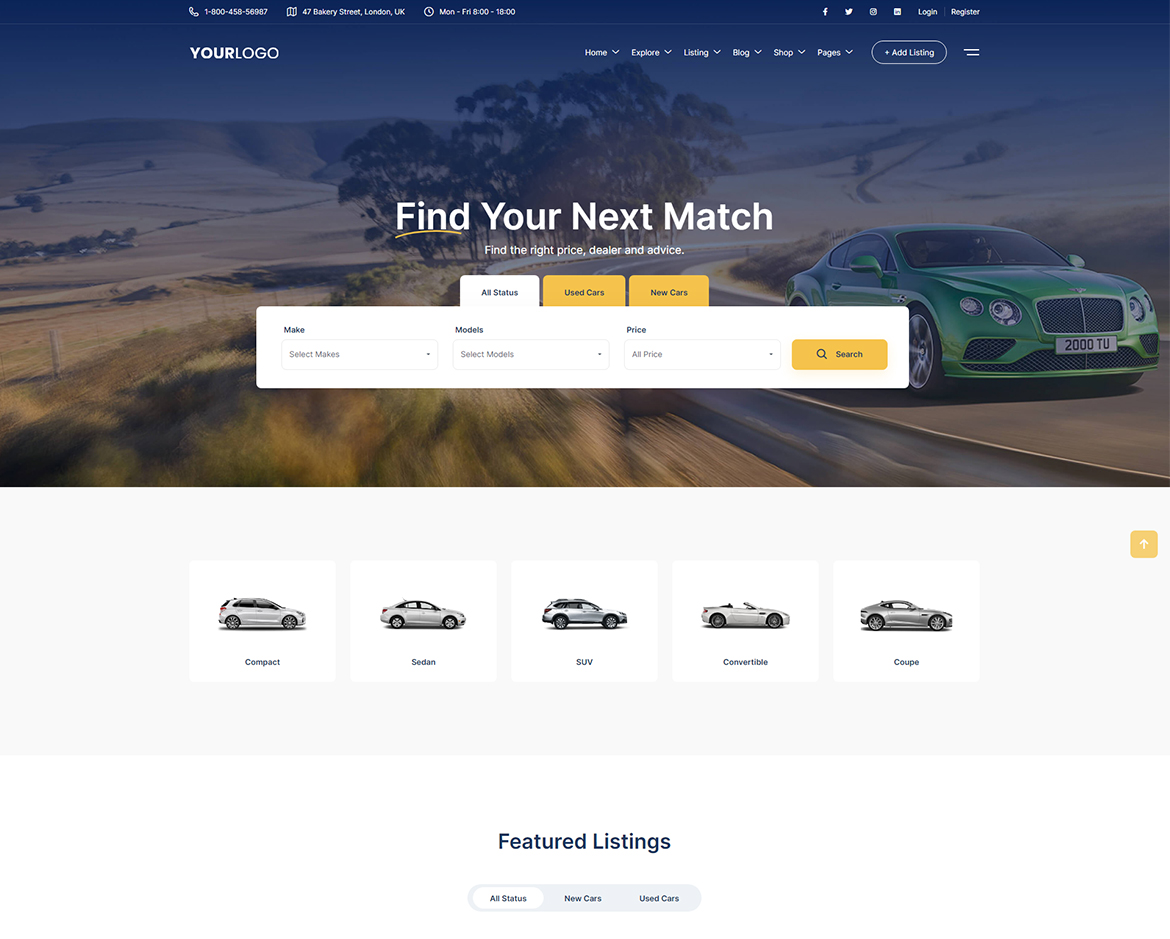 1-800-458-56987 47 Bakery Street, London, UK Mon - Fri 8:00 - 18:00 Login Register
YOURLOGO Home Explore Listing Blog Shop Pages + Add Listing
Find Your Next Match
Find the right price, dealer and advice.
All Status Used Cars New Cars
Make Models Price
Select Makes Select Models All Price Search
2000 TU
Compact Sedan SUV Convertible Coupe
Featured Listings
All Status New Cars Used Cars